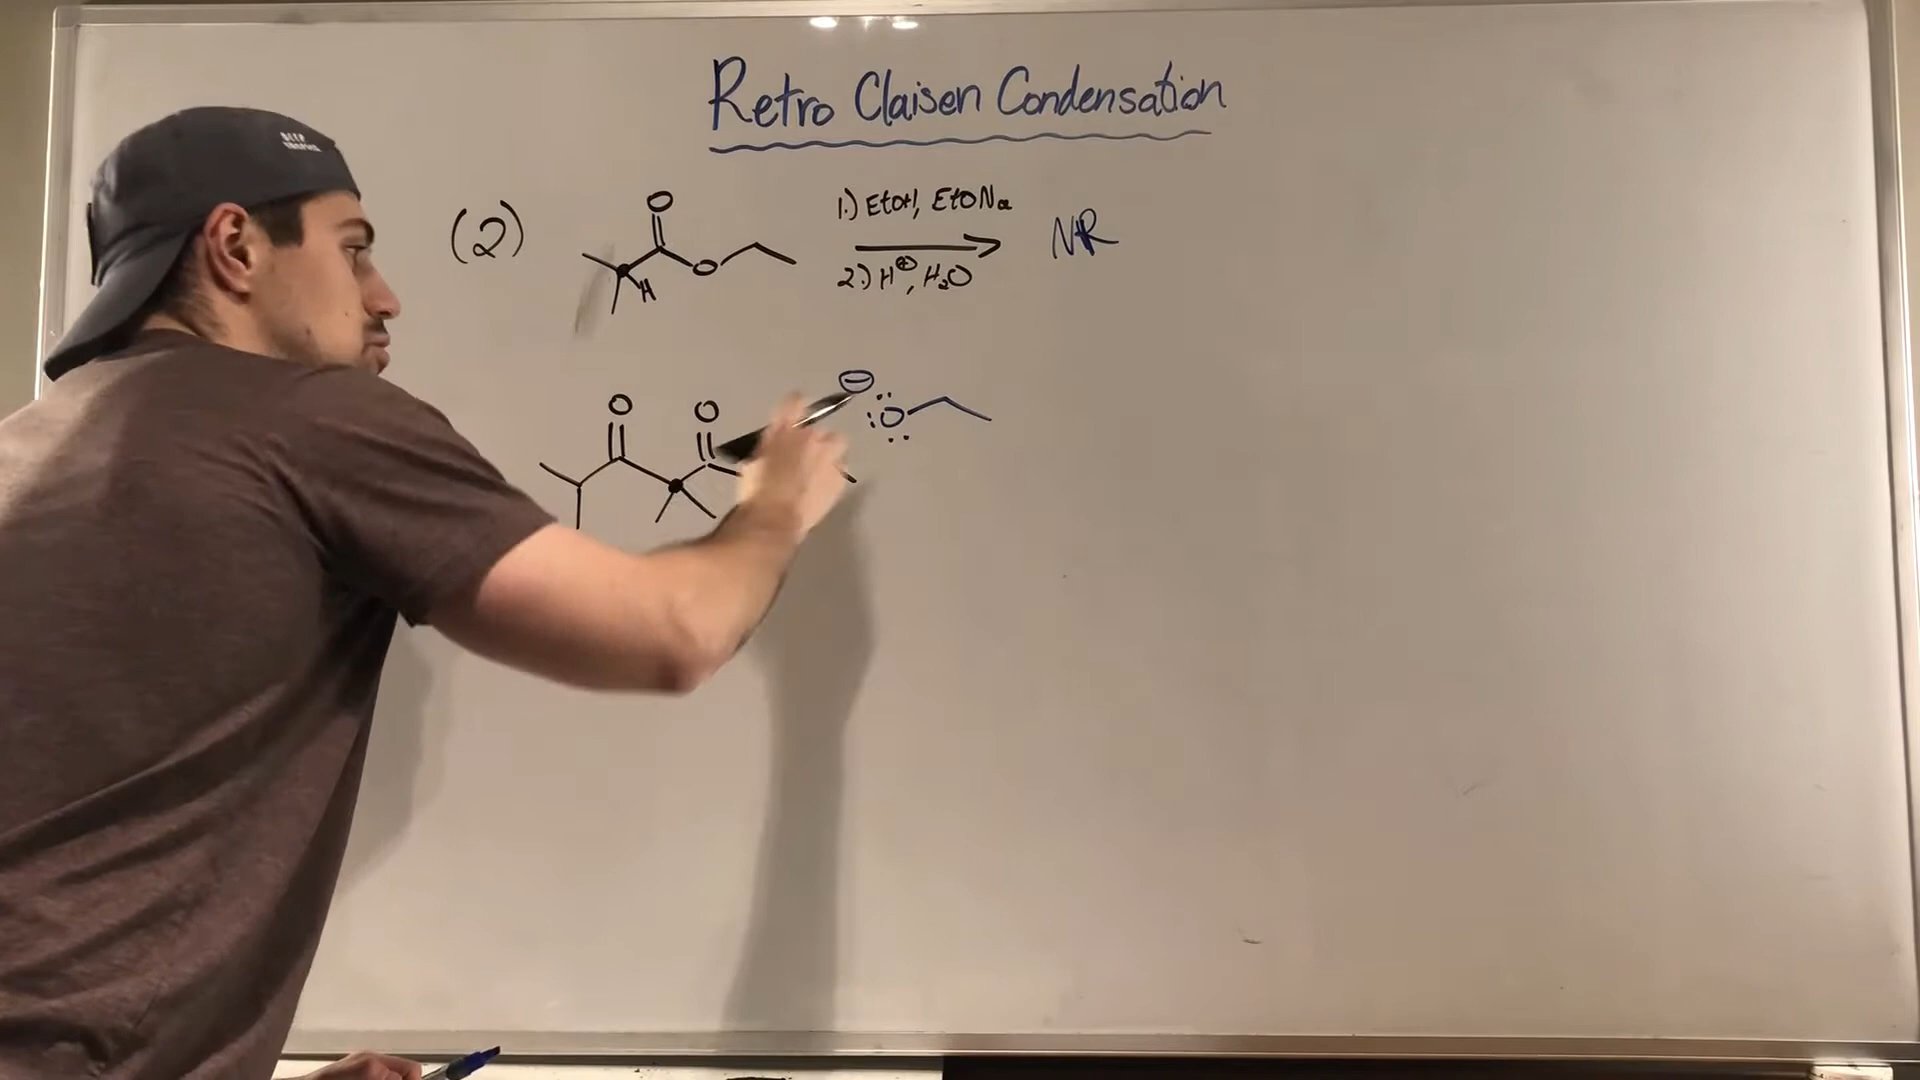 Retro Claisen Condensation
(2)
O
O
H
1.) EtOH, EtONa
2.) H⊕, H₂O
NR
O
O
⊖
:O